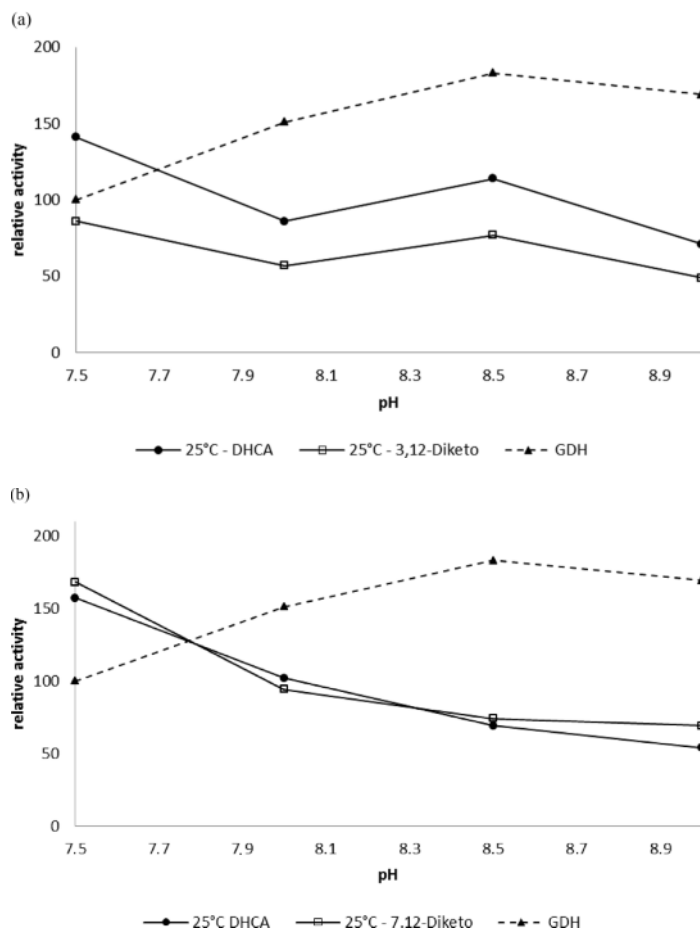 (a)
200
150
100
50
0
relative activity
7.5 7.7 7.9 8.1 8.3 8.5 8.7 8.9
pH
25°C - DHCA 25°C - 3,12-Diketo GDH
(b)
200
150
100
50
0
relative activity
7.5 7.7 7.9 8.1 8.3 8.5 8.7 8.9
pH
25°C DHCA 25°C - 7.12-Diketo GDH